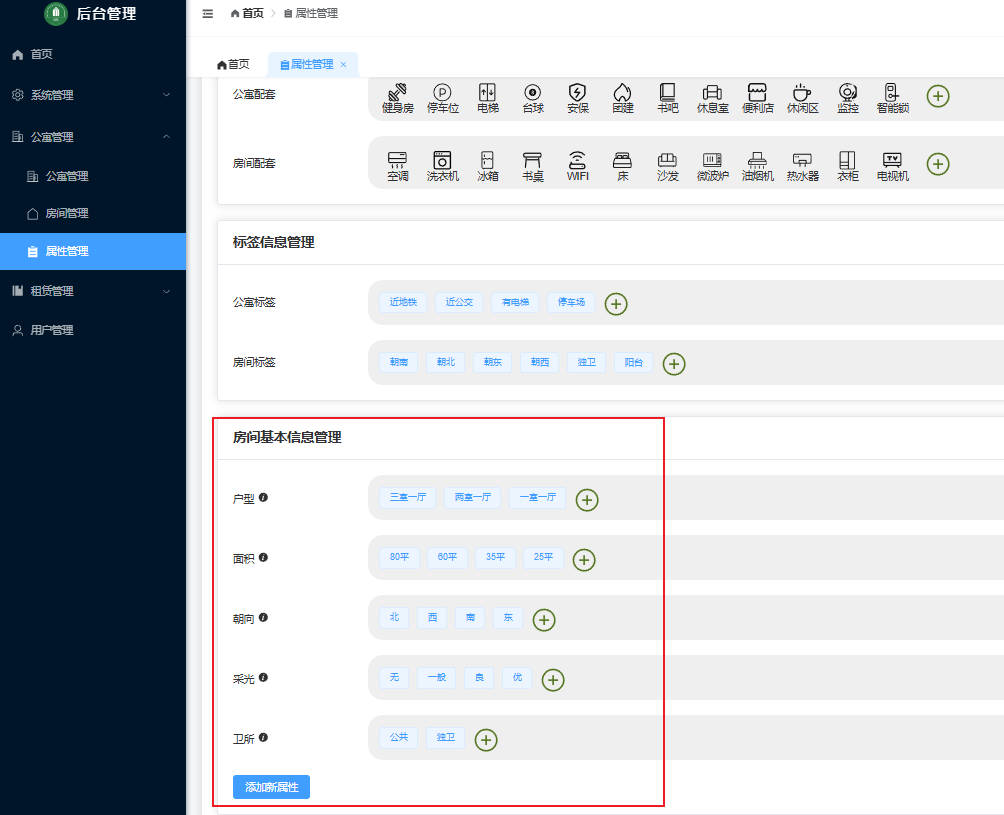 后台管理
首页
系统管理
公寓管理
公寓管理
房间管理
属性管理
租赁管理
用户管理
首页 > 属性管理
首页 属性管理 ×
公寓配套 健身房 停车位 电梯 台球 安保 团建 书吧 休息室 便利店 休闲区 监控 智能锁
房间配套 空调 洗衣机 冰箱 书桌 WIFI 床 沙发 微波炉 油烟机 热水器 衣柜 电视机
标签信息管理
公寓标签 近地铁 近公交 有电梯 停车场
房间标签 朝南 朝北 朝东 朝西 独卫 阳台
房间基本信息管理
户型 三室一厅 两室一厅 一室一厅
面积 80平 60平 35平 25平
朝向 北 西 南 东
采光 无 一般 良 优
卫所 公共 独卫
添加新属性